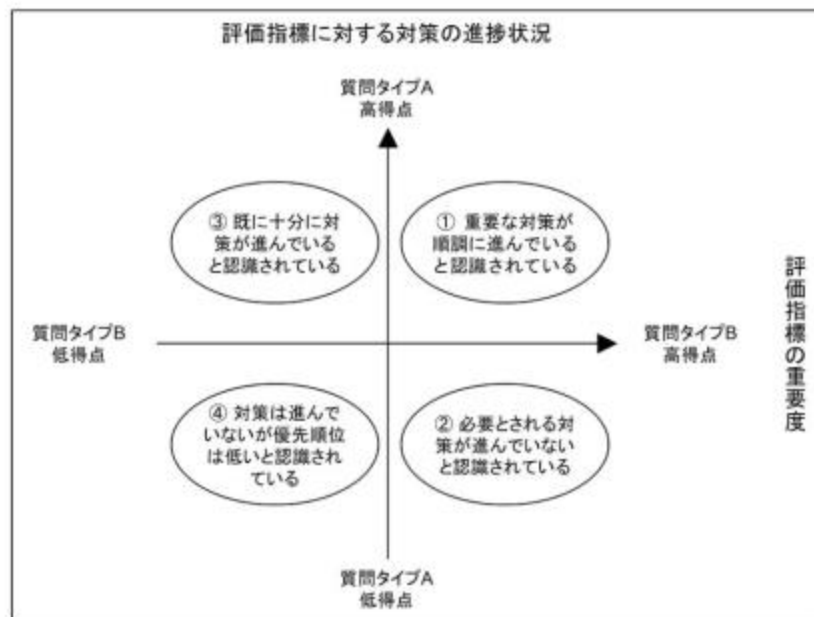 評価指標に対する対策の進捗状況
質問タイプA
高得点
③ 既に十分に対
策が進んでいる
と認識されている
① 重要な対策が
順調に進んでいる
と認識されている
質問タイプB
低得点
質問タイプB
高得点
評価指標の重要度
④ 対策は進んで
いないが優先順位
は低いと認識され
ている
② 必要とされる対
策が進んでいない
と認識されている
質問タイプA
低得点